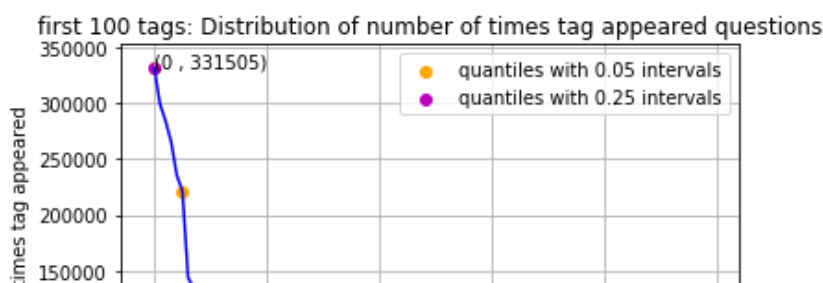 first 100 tags: Distribution of number of times tag appeared questions
350000
(0 , 331505)
quantiles with 0.05 intervals
quantiles with 0.25 intervals
300000
250000
200000
150000
times tag appeared